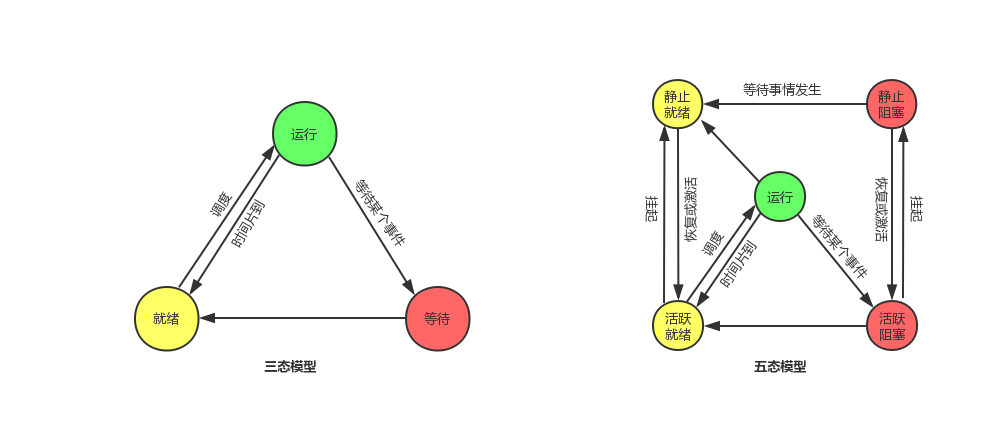 运行
调度
时间片到
等待某个事件
就绪
等待
三态模型
静止
就绪
等待事情发生
静止
阻塞
运行
挂起
恢复或激活
调度
时间片到
等待某个事件
恢复或激活
挂起
活跃
就绪
活跃
阻塞
五态模型